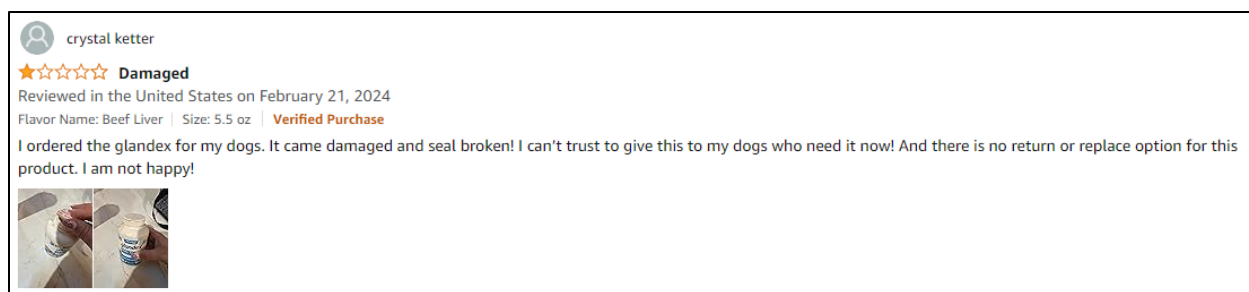 crystal ketter
Damaged
Reviewed in the United States on February 21, 2024
Flavor Name: Beef Liver | Size: 5.5 oz | Verified Purchase
I ordered the glandex for my dogs. It came damaged and seal broken! I can't trust to give this to my dogs who need it now! And there is no return or replace option for this
product. I am not happy!
glandex